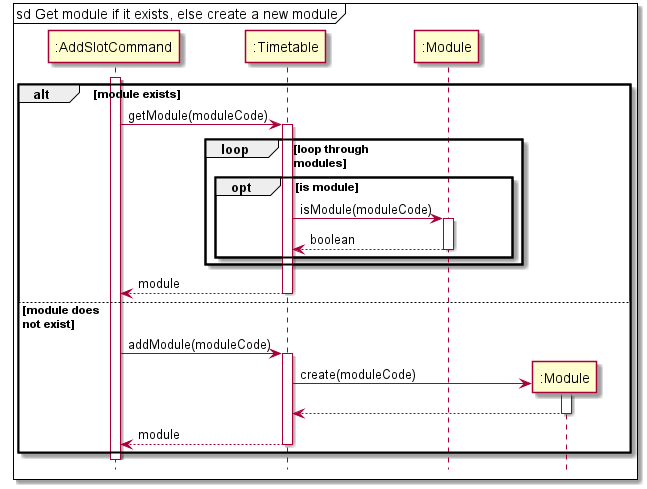 sd Get module if it exists, else create a new module
:AddSlotCommand
:Timetable
:Module
alt
[module exists]
getModule(moduleCode)
loop
[loop through
modules]
opt
[is module]
isModule(moduleCode)
boolean
module
[module does
not exist]
addModule(moduleCode)
create(moduleCode)
:Module
module